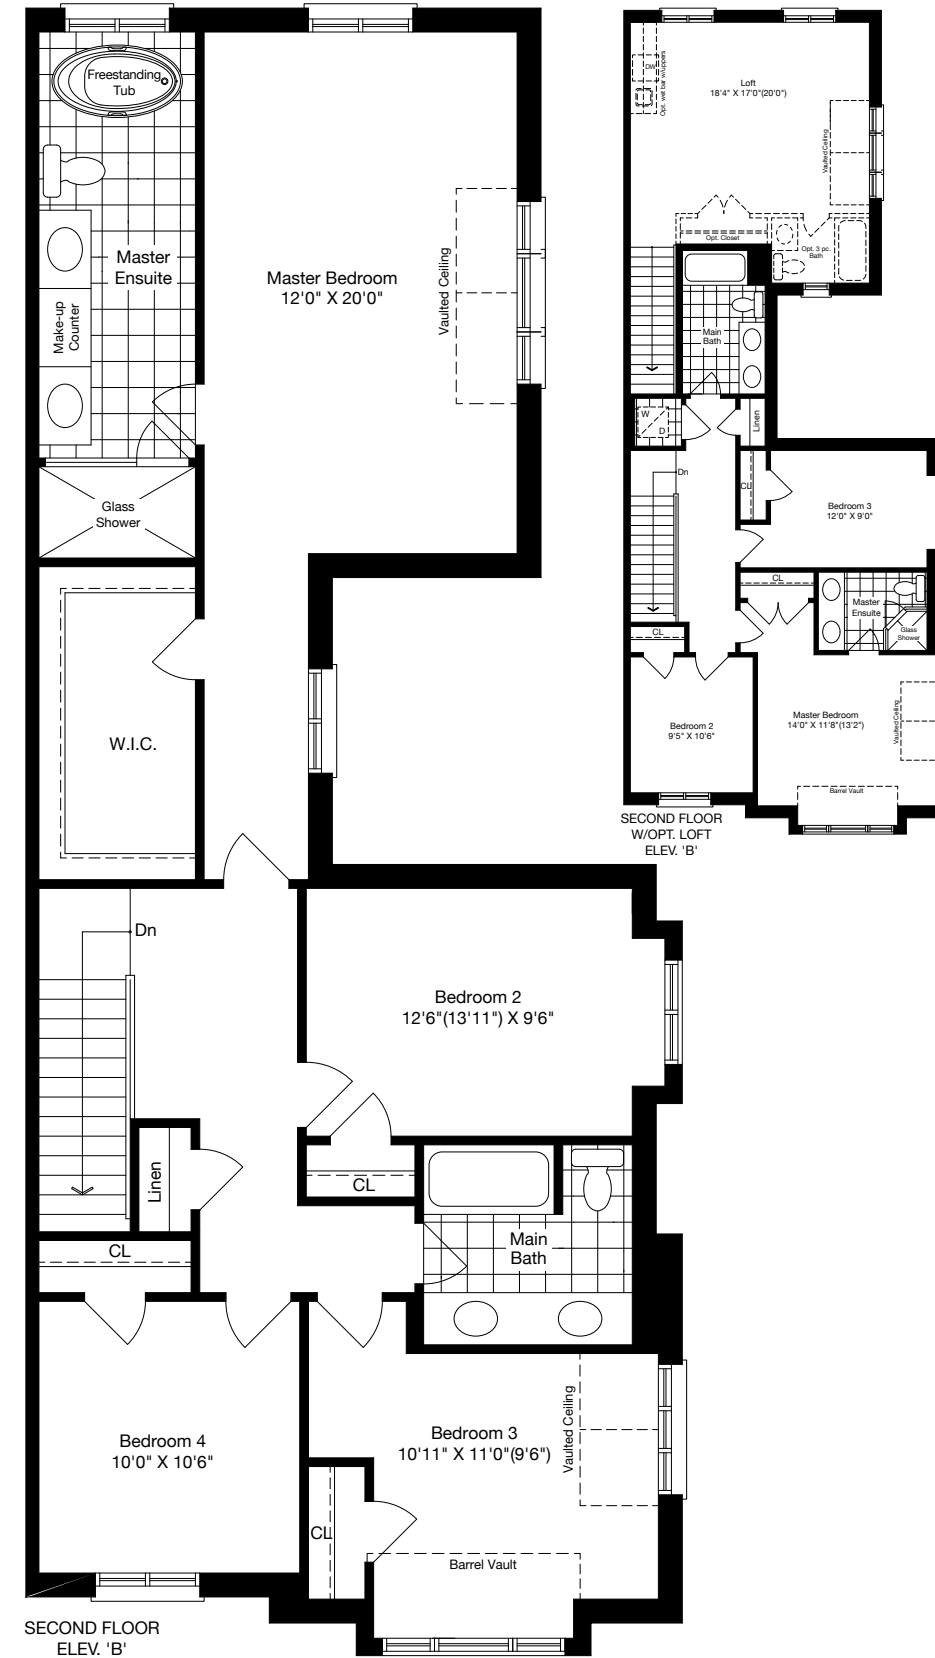 Freestanding
Tub
Master
Ensuite
Make-up
Counter
Glass
Shower
Master Bedroom
12'0" X 20'0"
Vaulted Ceiling
W.I.C.
Dn
Bedroom 2
12'6"(13'11") X 9'6"
Linen
CL
CL
Main
Bath
Bedroom 4
10'0" X 10'6"
Bedroom 3
10'11" X 11'0"(9'6")
Vaulted Ceiling
CL
Barrel Vault
SECOND FLOOR
ELEV. 'B'
DW
Opt. wet bar w/uppers
Loft
18'4" X 17'0"(20'0")
Vaulted Ceiling
Opt. Closet
Opt. 3 pc.
Bath
Main
Bath
W
D
Linen
Dn
CL
Bedroom 3
12'0" X 9'0"
CL
Master
Ensuite
Glass
Shower
CL
Bedroom 2
9'5" X 10'6"
Master Bedroom
14'0" X 11'8"(13'2")
Vaulted Ceiling
Barrel Vault
SECOND FLOOR
W/OPT. LOFT
ELEV. 'B'